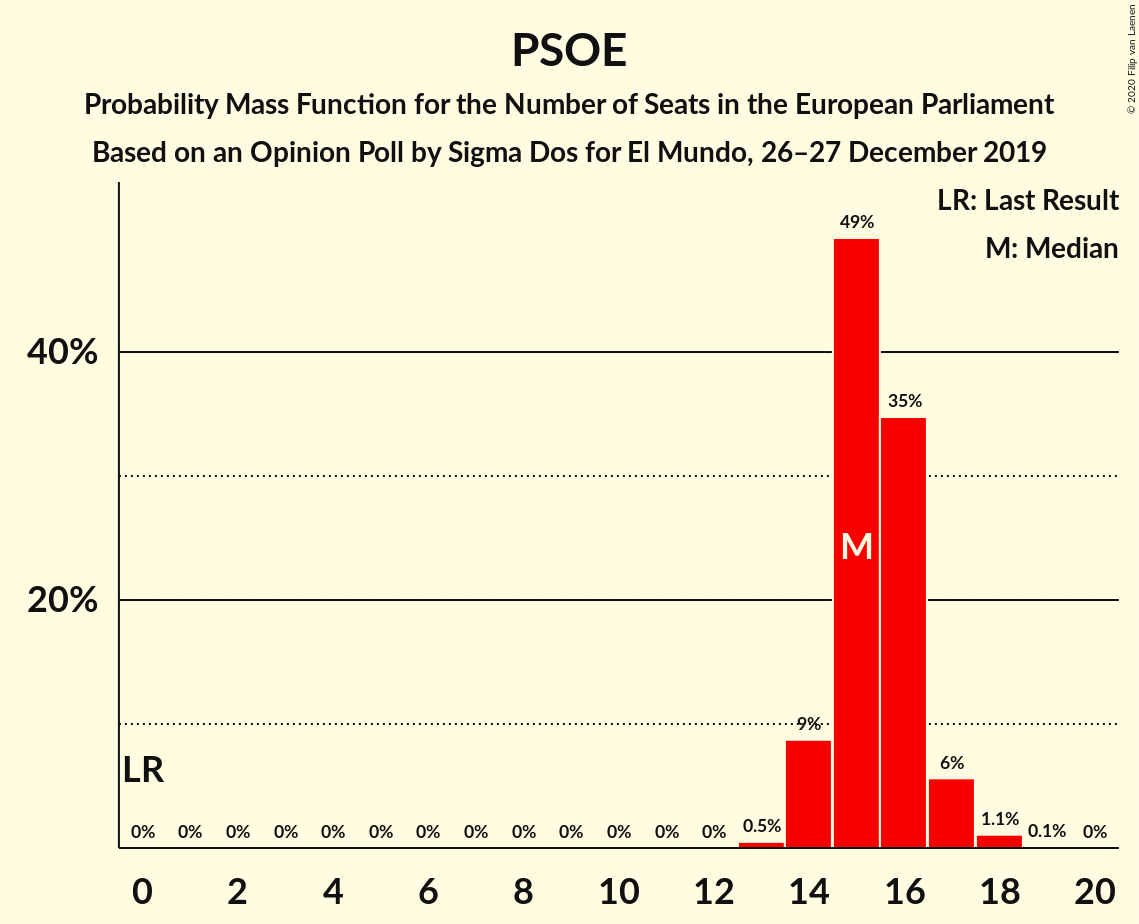 PSOE
Probability Mass Function for the Number of Seats in the European Parliament
Based on an Opinion Poll by Sigma Dos for El Mundo, 26–27 December 2019
© 2020 Filip van Laenen
LR: Last Result
M: Median
49%
40%
35%
M
20%
9%
LR
6%
0% 0% 0% 0% 0% 0% 0% 0% 0% 0% 0% 0% 0% 0.5% 1.1% 0.1% 0%
0 2 4 6 8 10 12 14 16 18 20